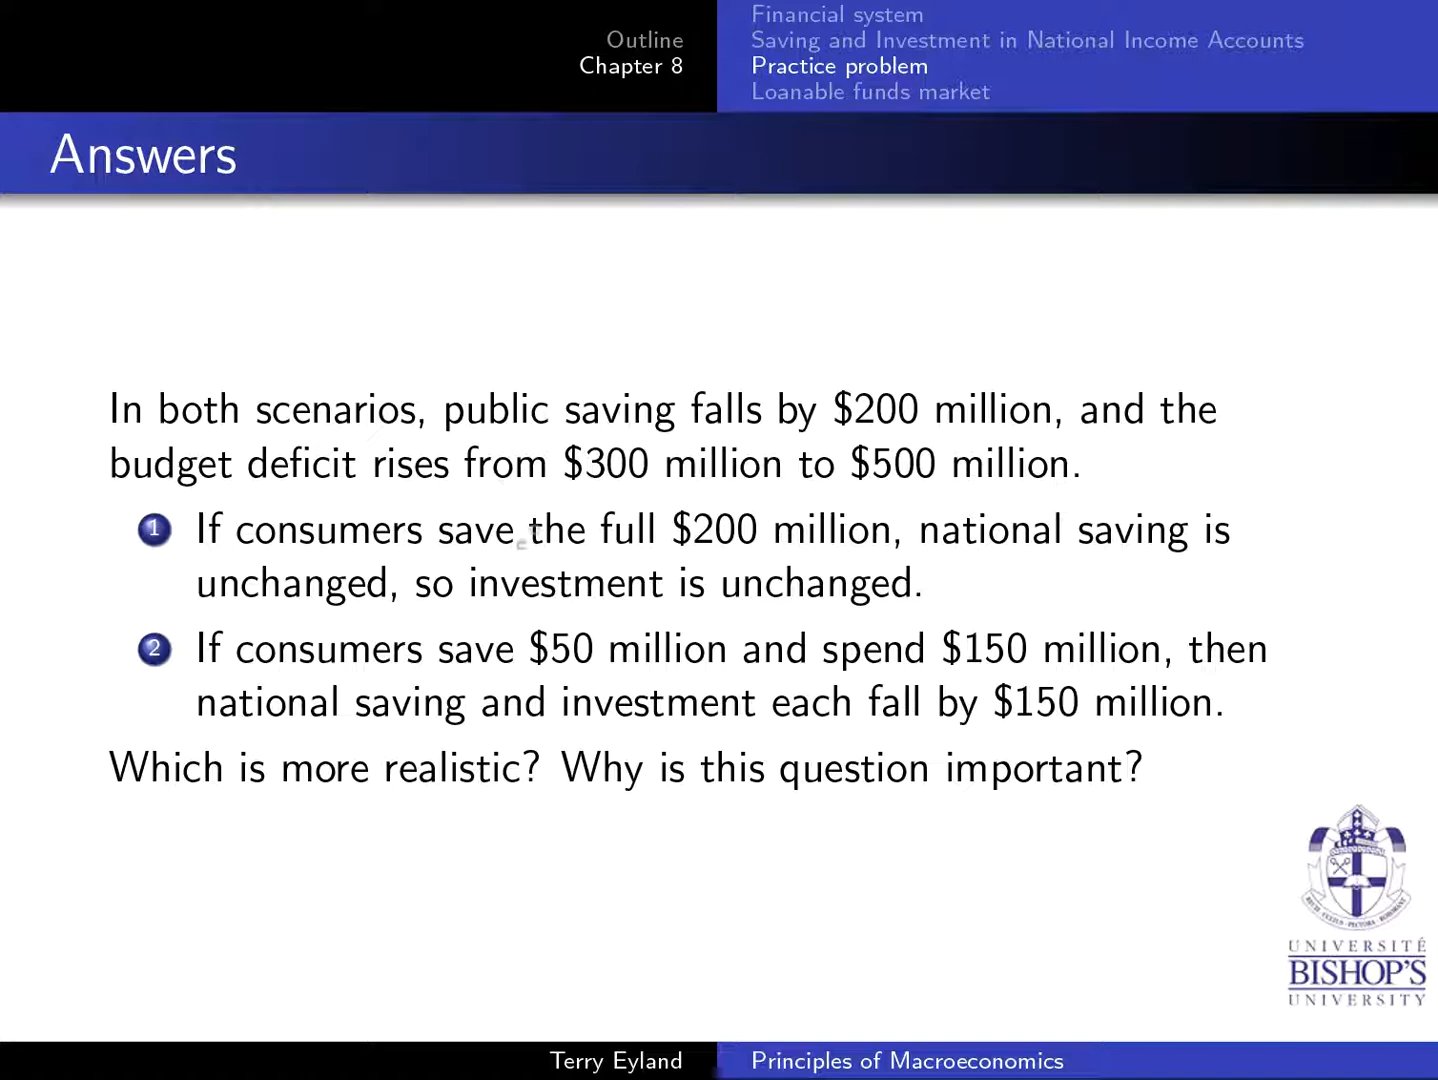 Outline
Chapter 8
Financial system
Saving and Investment in National Income Accounts
Practice problem
Loanable funds market
Answers
In both scenarios, public saving falls by $200 million, and the
budget deficit rises from $300 million to $500 million.
1 If consumers save the full $200 million, national saving is
unchanged, so investment is unchanged.
2 If consumers save $50 million and spend $150 million, then
national saving and investment each fall by $150 million.
Which is more realistic? Why is this question important?
UNIVERSITÉ
BISHOP'S
UNIVERSITY
Terry Eyland
Principles of Macroeconomics